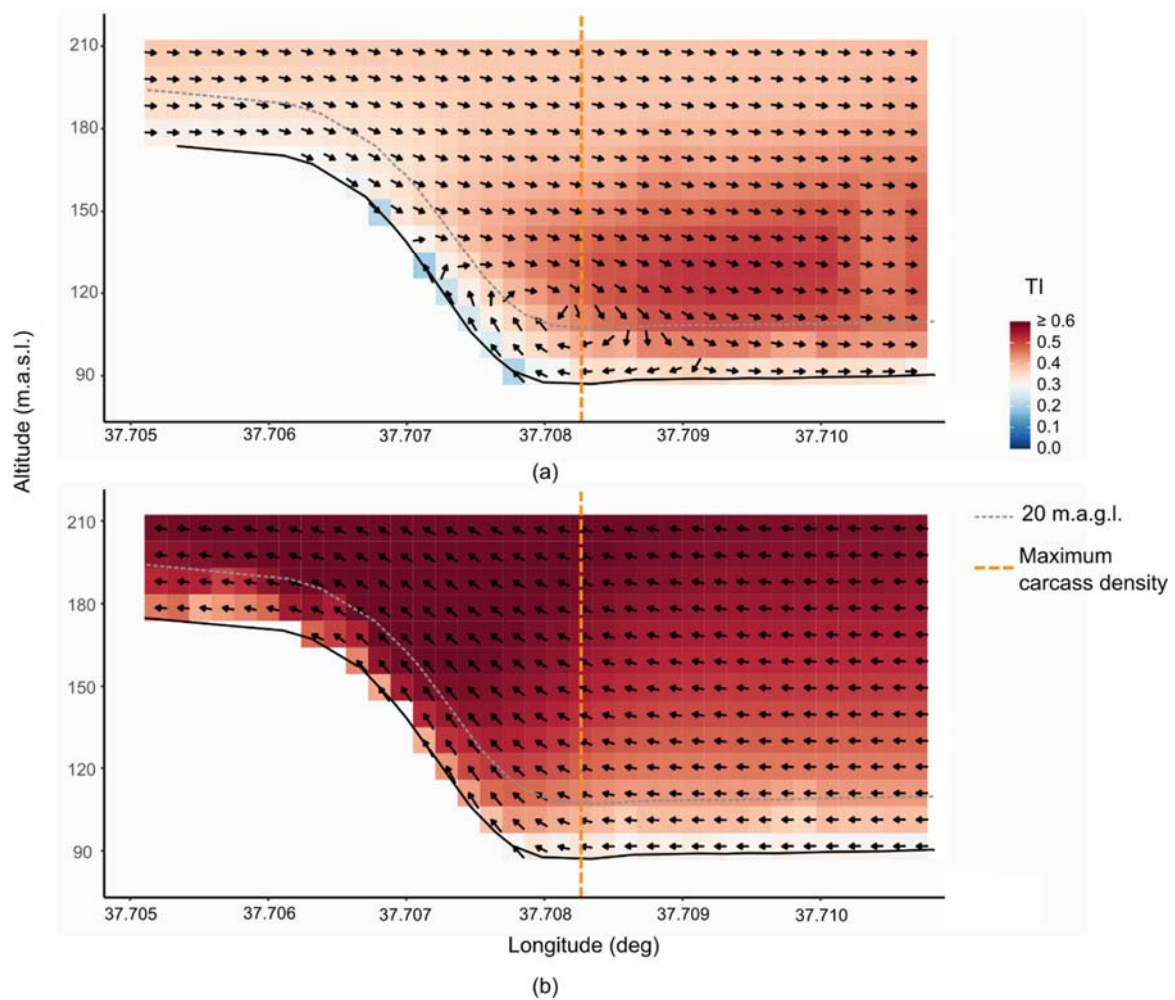 210
180
150
120
90
37.705 37.706 37.707 37.708 37.709 37.710
(a)
TI
≥ 0.6
0.5
0.4
0.3
0.2
0.1
0.0
Altitude (m.a.s.l.)
210
180
150
120
90
37.705 37.706 37.707 37.708 37.709 37.710
Longitude (deg)
(b)
20 m.a.g.l.
Maximum
carcass density